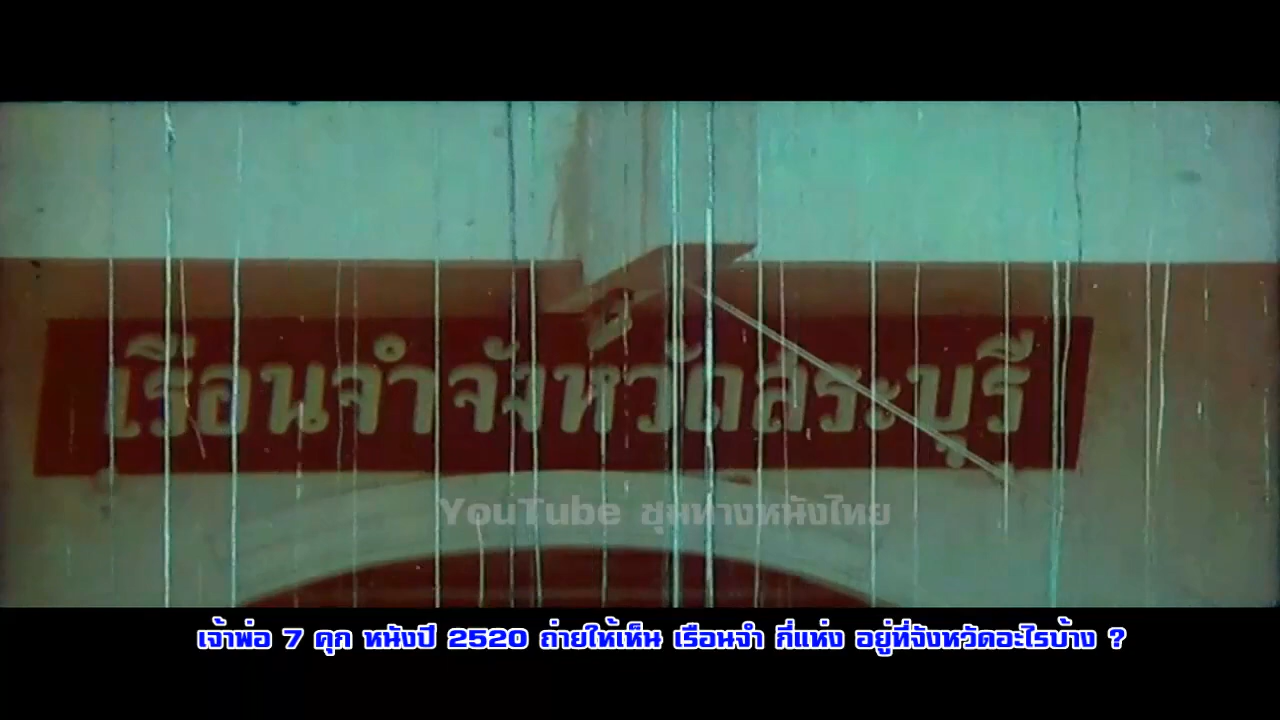 เรือนจำจังหวัดสระบุรี
YouTube ชุมทางหนังไทย
เจ้าพ่อ 7 คุก หนังปี 2520 ถ่ายให้เห็น เรือนจำ กี่แห่ง อยู่ที่จังหวัดอะไรบ้าง ?